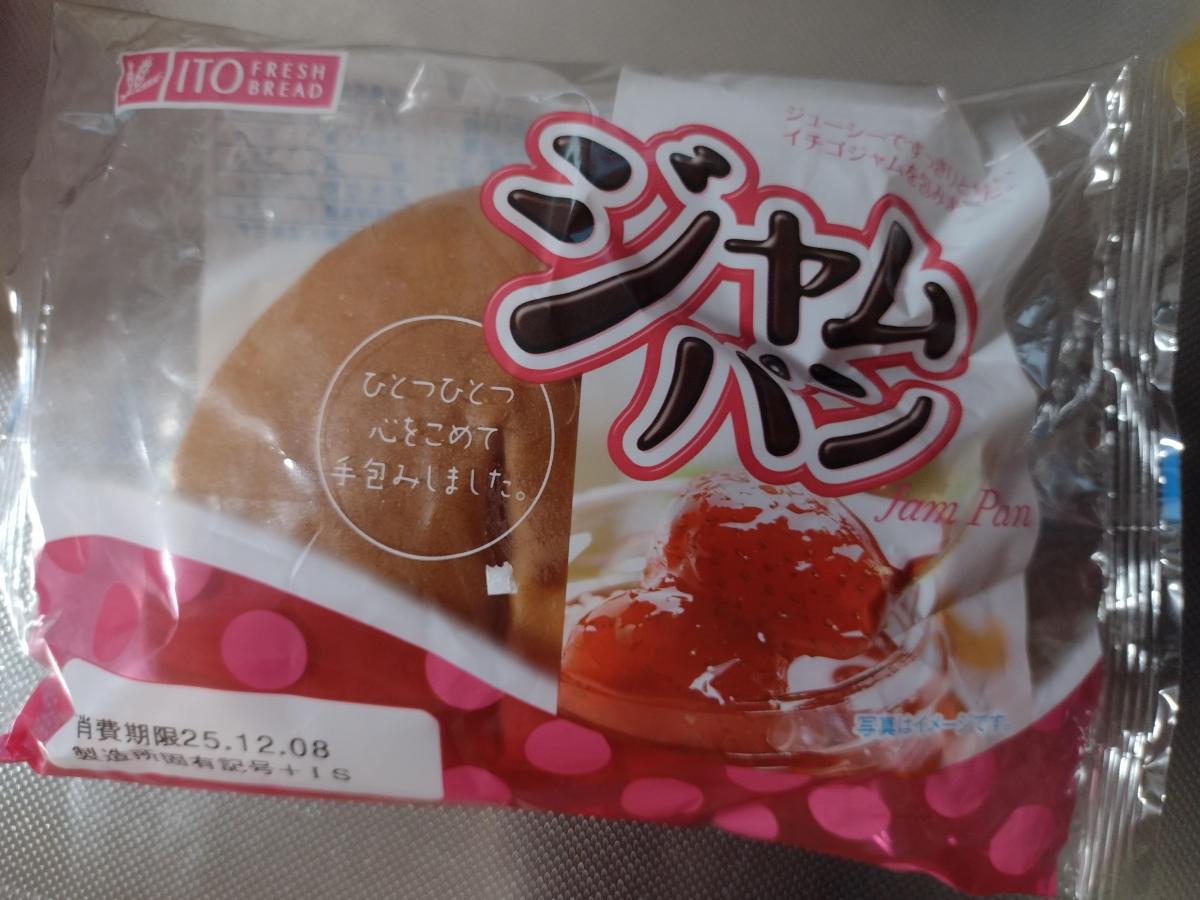 ITO FRESH BREAD
ジューシーですっきりとした
イチゴジャムを包みま
ジャム
パン
Jam Pan
ひとつひとつ
心をこめて
手包みしました。
写真はイメージです。
消費期限25.12.08
製造所固有記号+IS